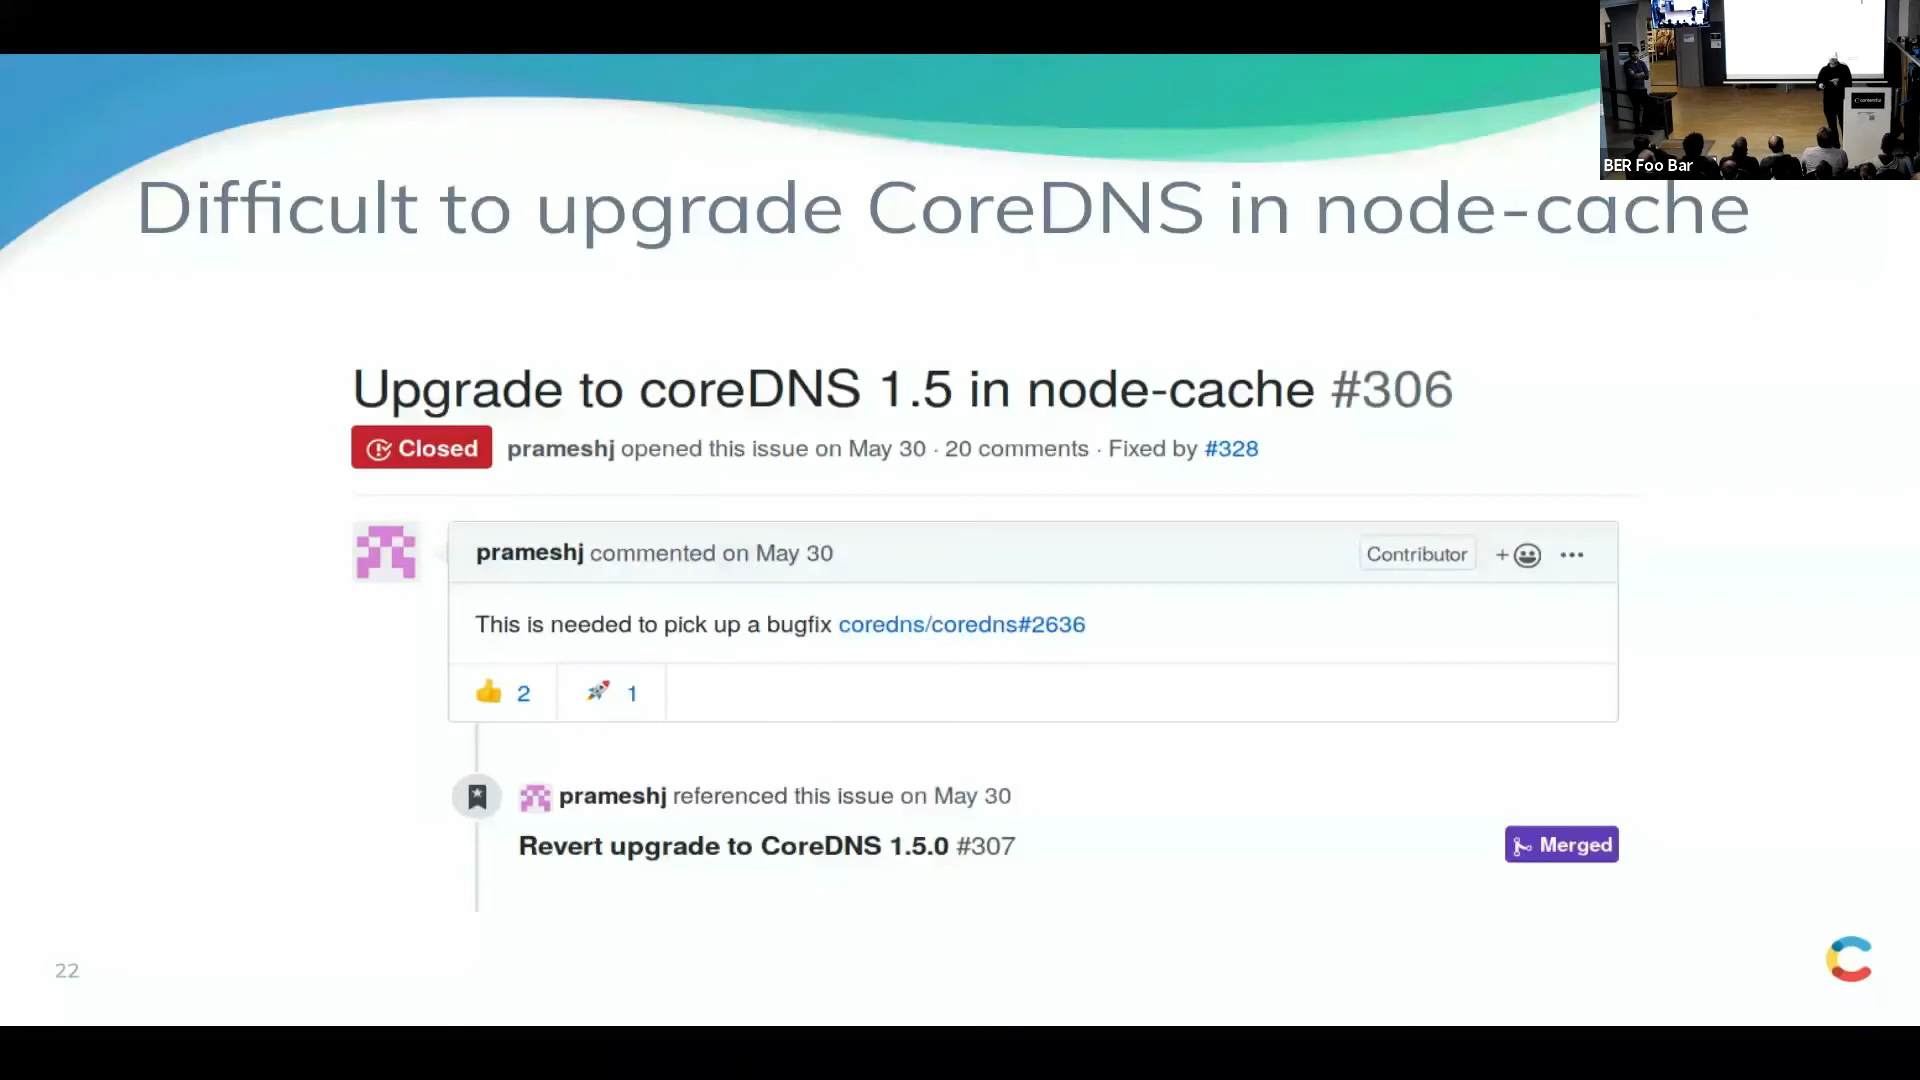 BER Foo Bar
Difficult to upgrade CoreDNS in node-cache
Upgrade to coreDNS 1.5 in node-cache #306
Closed prameshj opened this issue on May 30 · 20 comments · Fixed by #328
prameshj commented on May 30 Contributor
This is needed to pick up a bugfix coredns/coredns#2636
👍 2 🚀 1
prameshj referenced this issue on May 30
Revert upgrade to CoreDNS 1.5.0 #307 Merged
22